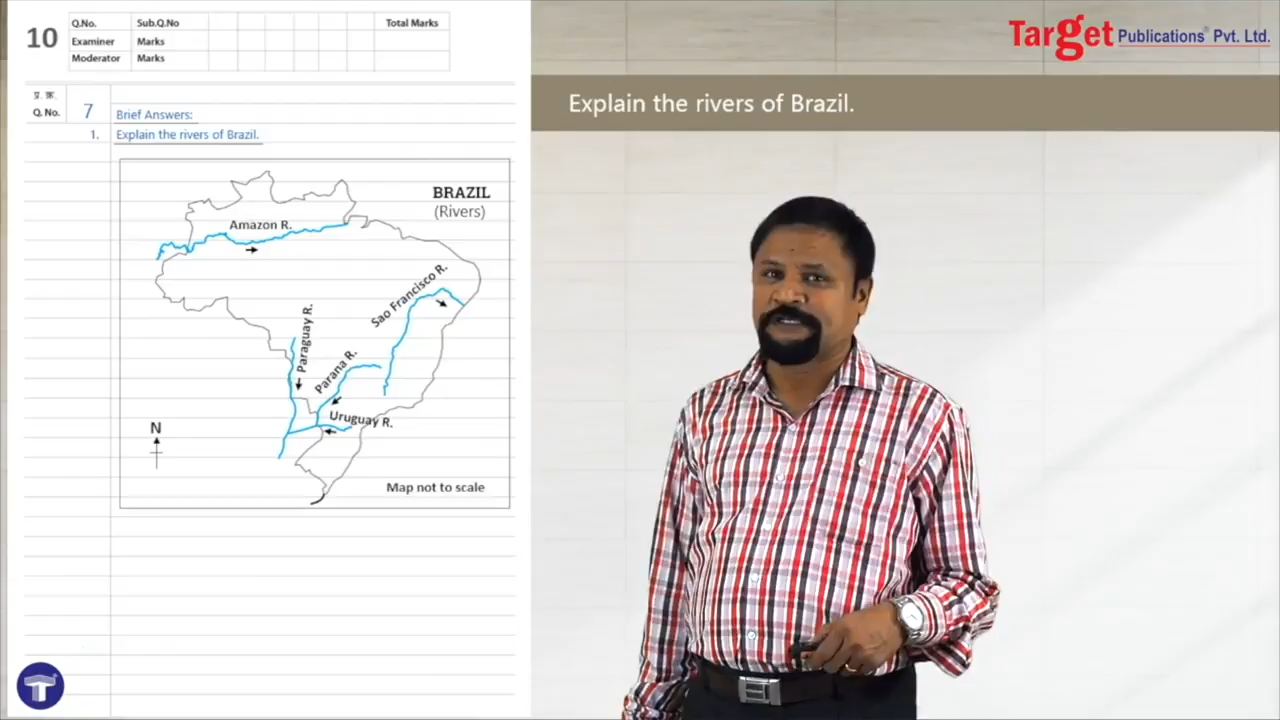 10
Q.No. Sub.Q.No Total Marks
Examiner Marks
Moderator Marks
Target Publications® Pvt. Ltd.
Explain the rivers of Brazil.
Q. No. 7 Brief Answers:
1. Explain the rivers of Brazil.
BRAZIL
(Rivers)
Amazon R.
Sao Francisco R.
Paraguay R.
Parana R.
Uruguay R.
N
Map not to scale
T